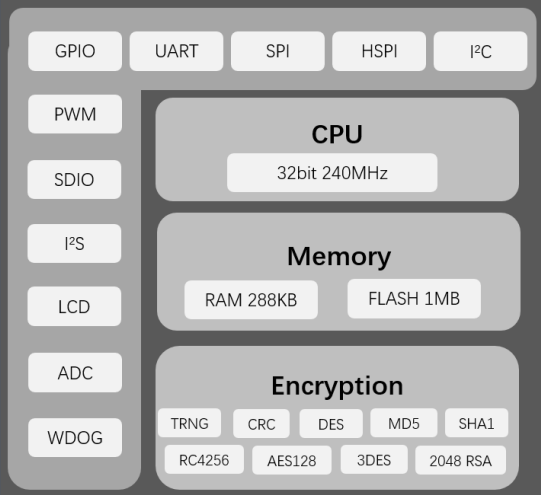 GPIO UART SPI HSPI I²C
PWM
SDIO
I²S
LCD
ADC
WDOG
CPU
32bit 240MHz
Memory
RAM 288KB FLASH 1MB
Encryption
TRNG CRC DES MD5 SHA1
RC4256 AES128 3DES 2048 RSA